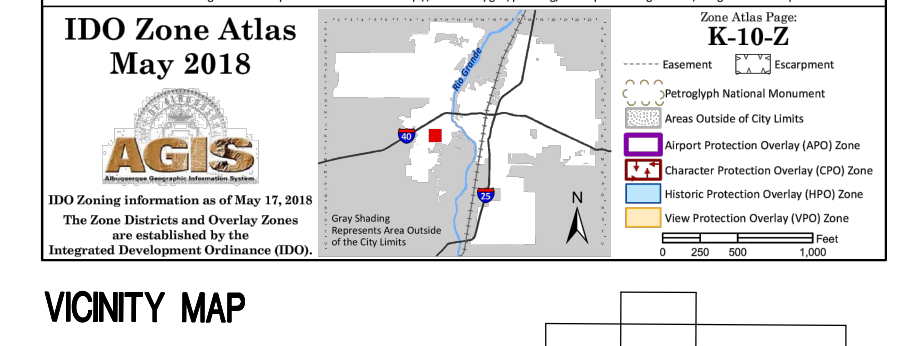 IDO Zone Atlas
May 2018
AGIS
Albuquerque Geographic Information System
IDO Zoning information as of May 17, 2018
The Zone Districts and Overlay Zones
are established by the
Integrated Development Ordinance (IDO).
Rio Grande
40
25
N
Gray Shading
Represents Area Outside
of the City Limits
Zone Atlas Page:
K-10-Z
Easement
Escarpment
Petroglyph National Monument
Areas Outside of City Limits
Airport Protection Overlay (APO) Zone
Character Protection Overlay (CPO) Zone
Historic Protection Overlay (HPO) Zone
View Protection Overlay (VPO) Zone
Feet
0 250 500 1,000
VICINITY MAP